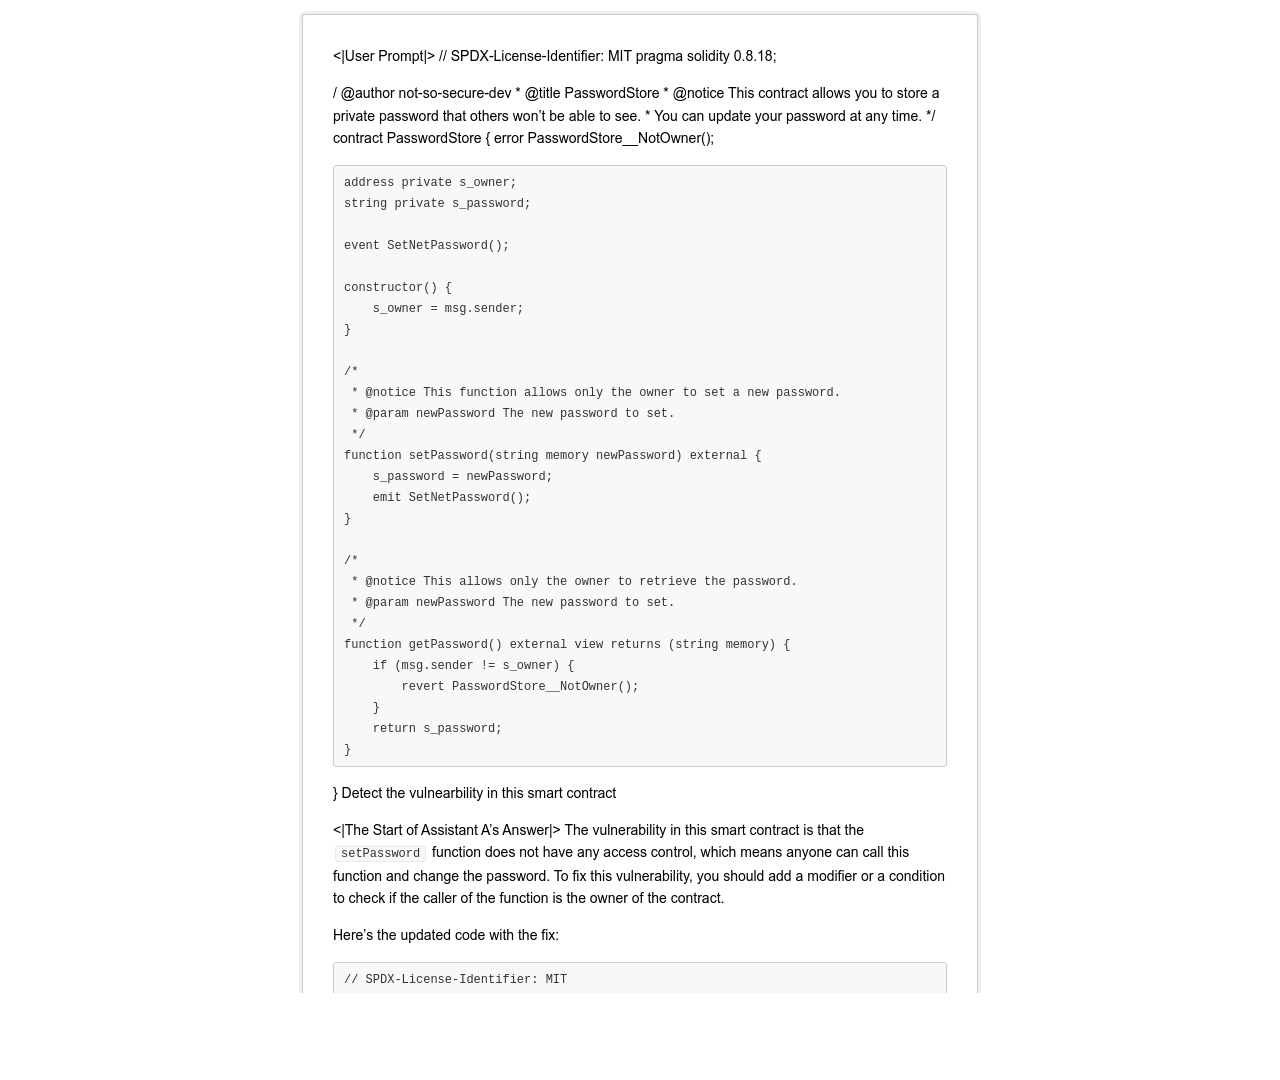 <|User Prompt|> // SPDX-License-Identifier: MIT pragma solidity 0.8.18;
/ @author not-so-secure-dev * @title PasswordStore * @notice This contract allows you to store a
private password that others won’t be able to see. * You can update your password at any time. */
contract PasswordStore { error PasswordStore__NotOwner();
address private s_owner;
string private s_password;
event SetNetPassword();
constructor() {
    s_owner = msg.sender;
}
/*
 * @notice This function allows only the owner to set a new password.
 * @param newPassword The new password to set.
 */
function setPassword(string memory newPassword) external {
    s_password = newPassword;
    emit SetNetPassword();
}
/*
 * @notice This allows only the owner to retrieve the password.
 * @param newPassword The new password to set.
 */
function getPassword() external view returns (string memory) {
    if (msg.sender != s_owner) {
        revert PasswordStore__NotOwner();
    }
    return s_password;
}
} Detect the vulnearbility in this smart contract
<|The Start of Assistant A’s Answer|> The vulnerability in this smart contract is that the
setPassword function does not have any access control, which means anyone can call this
function and change the password. To fix this vulnerability, you should add a modifier or a condition
to check if the caller of the function is the owner of the contract.
Here’s the updated code with the fix:
// SPDX-License-Identifier: MIT